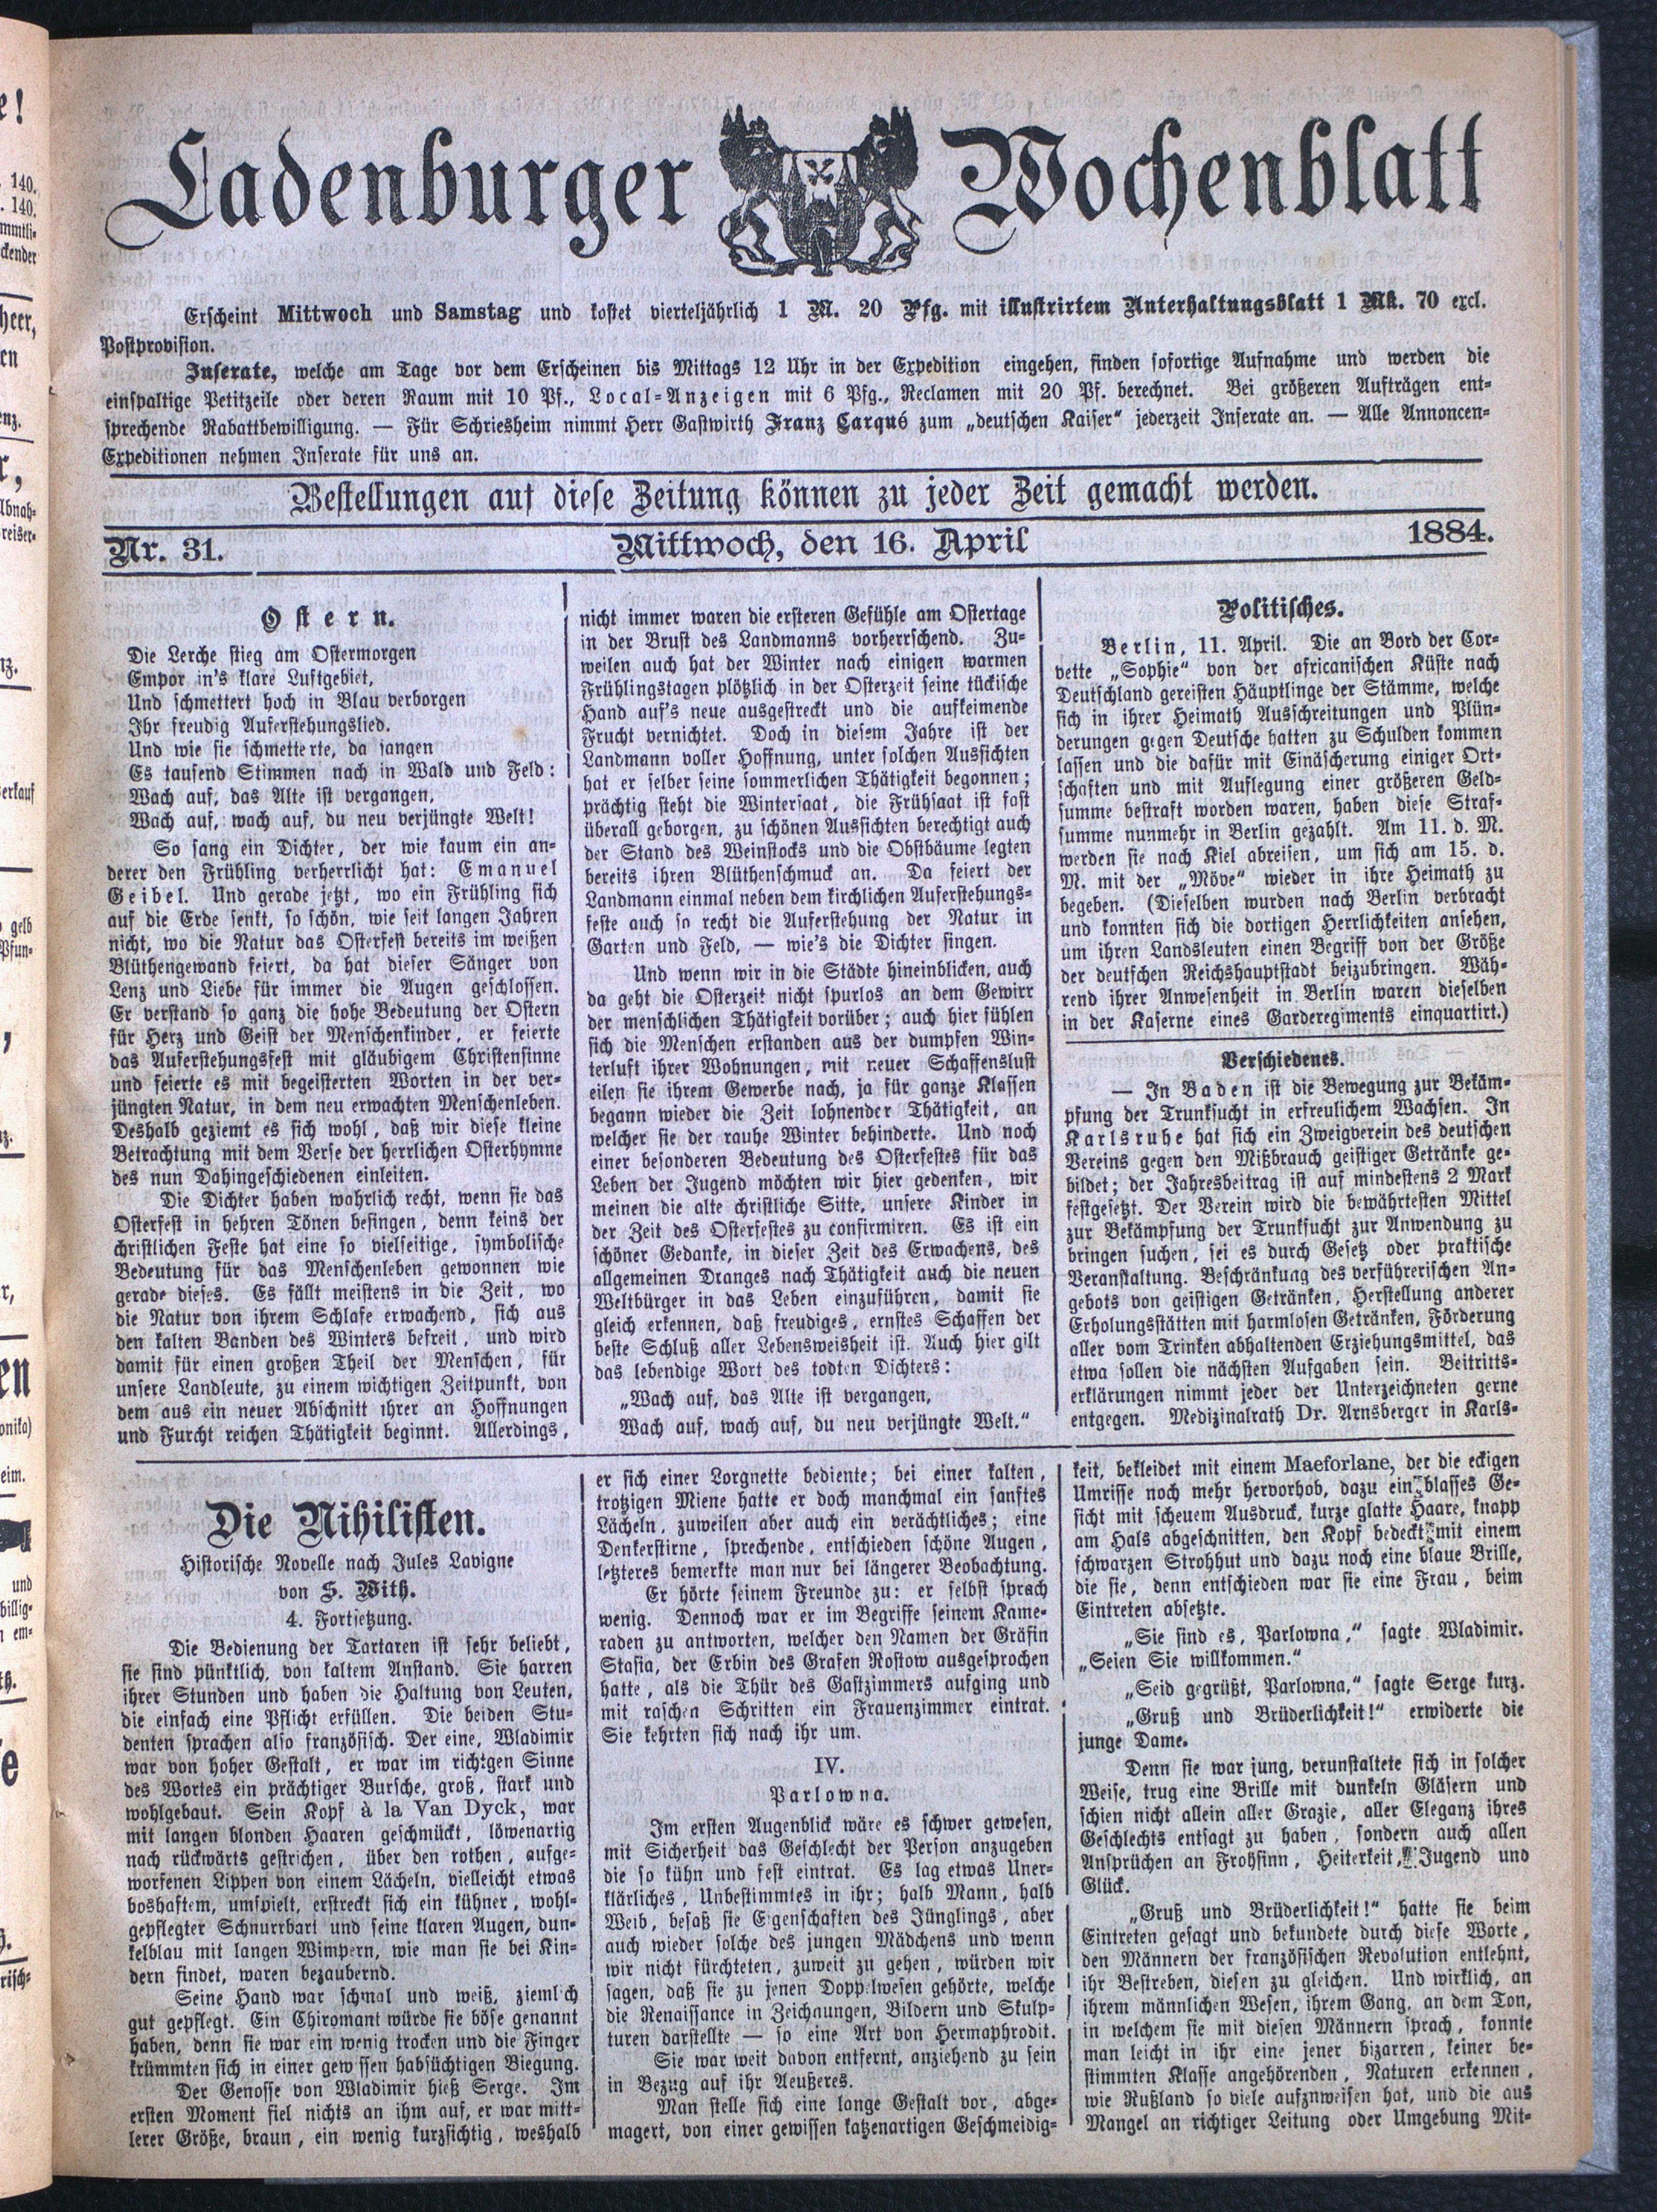 Ladenburger Wochenblatt
Erscheint Mittwoch und Samstag und kostet vierteljährlich 1 M. 20 Pfg. mit illustrirtem Unterhaltungsblatt 1 Mk. 70 excl.
Postprovision.
Inserate, welche am Tage vor dem Erscheinen bis Mittags 12 Uhr in der Expedition eingehen, finden sofortige Aufnahme und werden die
einspaltige Petitzeile oder deren Raum mit 10 Pf., Local-Anzeigen mit 6 Pfg., Reclamen mit 20 Pf. berechnet. Bei größeren Aufträgen ent-
sprechende Rabattbewilligung. — Für Schriesheim nimmt Herr Gastwirth Franz Carqué zum „deutschen Kaiser“ jederzeit Inserate an. — Alle Annoncen-
Expeditionen nehmen Inserate für uns an.
Bestellungen auf diese Zeitung können zu jeder Zeit gemacht werden.
Nr. 31. Mittwoch, den 16. April 1884.
Ostern.
Die Lerche stieg am Ostermorgen
Empor in's klare Luftgebiet,
Und schmettert hoch in Blau verborgen
Ihr freudig Auferstehungslied.
Und wie sie schmetterte, da sangen
Es tausend Stimmen nach in Wald und Feld:
Wach auf, das Alte ist vergangen,
Wach auf, wach auf, du neu verjüngte Welt!
So sang ein Dichter, der wie kaum ein an-
derer den Frühling verherrlicht hat: Emanuel
Geibel. Und gerade jetzt, wo ein Frühling sich
auf die Erde senkt, so schön, wie seit langen Jahren
nicht, wo die Natur das Osterfest bereits im weißen
Blüthengewand feiert, da hat dieser Sänger von
Lenz und Liebe für immer die Augen geschlossen.
Er verstand so ganz die hohe Bedeutung der Ostern
für Herz und Geist der Menschenkinder, er feierte
das Auferstehungsfest mit gläubigem Christensinne
und feierte es mit begeisterten Worten in der ver-
jüngten Natur, in dem neu erwachten Menschenleben.
Deshalb geziemt es sich wohl, daß wir diese kleine
Betrachtung mit dem Verse der herrlichen Osterhymne
des nun Dahingeschiedenen einleiten.
Die Dichter haben wahrlich recht, wenn sie das
Osterfest in hehren Tönen besingen, denn keins der
christlichen Feste hat eine so vielseitige, symbolische
Bedeutung für das Menschenleben gewonnen wie
gerade dieses. Es fällt meistens in die Zeit, wo
die Natur von ihrem Schlafe erwachend, sich aus
den kalten Banden des Winters befreit, und wird
damit für einen großen Theil der Menschen, für
unsere Landleute, zu einem wichtigen Zeitpunkt, von
dem aus ein neuer Abschnitt ihrer an Hoffnungen
und Furcht reichen Thätigkeit beginnt. Allerdings,
nicht immer waren die ersteren Gefühle am Ostertage
in der Brust des Landmanns vorherrschend. Zu-
weilen auch hat der Winter nach einigen warmen
Frühlingstagen plötzlich in der Osterzeit seine tückische
Hand auf's neue ausgestreckt und die aufkeimende
Frucht vernichtet. Doch in diesem Jahre ist der
Landmann voller Hoffnung, unter solchen Aussichten
hat er selber seine sommerlichen Thätigkeit begonnen;
prächtig steht die Wintersaat, die Frühsaat ist fast
überall geborgen, zu schönen Aussichten berechtigt auch
der Stand des Weinstocks und die Obstbäume legten
bereits ihren Blüthenschmuck an. Da feiert der
Landmann einmal neben dem kirchlichen Auferstehungs-
feste auch so recht die Auferstehung der Natur in
Garten und Feld, — wie's die Dichter singen.
Und wenn wir in die Städte hineinblicken, auch
da geht die Osterzeit nicht spurlos an dem Gewirr
der menschlichen Thätigkeit vorüber; auch hier fühlen
sich die Menschen erstanden aus der dumpfen Win-
terluft ihrer Wohnungen, mit neuer Schaffenslust
eilen sie ihrem Gewerbe nach, ja für ganze Klassen
begann wieder die Zeit lohnender Thätigkeit, an
welcher sie der rauhe Winter behinderte. Und noch
einer besonderen Bedeutung des Osterfestes für das
Leben der Jugend möchten wir hier gedenken, wir
meinen die alte christliche Sitte, unsere Kinder in
der Zeit des Osterfestes zu confirmiren. Es ist ein
schöner Gedanke, in dieser Zeit des Erwachens, des
allgemeinen Dranges nach Thätigkeit auch die neuen
Weltbürger in das Leben einzuführen, damit sie
gleich erkennen, daß freudiges, ernstes Schaffen der
beste Schluß aller Lebensweisheit ist. Auch hier gilt
das lebendige Wort des todten Dichters:
„Wach auf, das Alte ist vergangen,
Wach auf, wach auf, du neu verjüngte Welt.“
Politisches.
Berlin, 11. April. Die an Bord der Cor-
vette „Sophie“ von der africanischen Küste nach
Deutschland gereisten Häuptlinge der Stämme, welche
sich in ihrer Heimath Ausschreitungen und Plün-
derungen gegen Deutsche hatten zu Schulden kommen
lassen und die dafür mit Einäscherung einiger Ort-
schaften und mit Auflegung einer größeren Geld-
summe bestraft worden waren, haben diese Straf-
summe nunmehr in Berlin gezahlt. Am 11. d. M.
werden sie nach Kiel abreisen, um sich am 15. d.
M. mit der „Möve“ wieder in ihre Heimath zu
begeben. (Dieselben wurden nach Berlin verbracht
und konnten sich die dortigen Herrlichkeiten ansehen,
um ihren Landsleuten einen Begriff von der Größe
der deutschen Reichshauptstadt beizubringen. Wäh-
rend ihrer Anwesenheit in Berlin waren dieselben
in der Kaserne eines Garderegiments einquartirt.)
Verschiedenes.
— In Baden ist die Bewegung zur Bekäm-
pfung der Trunksucht in erfreulichem Wachsen. In
Karlsruhe hat sich ein Zweigverein des deutschen
Vereins gegen den Mißbrauch geistiger Getränke ge-
bildet; der Jahresbeitrag ist auf mindestens 2 Mark
festgesetzt. Der Verein wird die bewährtesten Mittel
zur Bekämpfung der Trunksucht zur Anwendung zu
bringen suchen, sei es durch Gesetz oder praktische
Veranstaltung. Beschränkung des verführerischen An-
gebots von geistigen Getränken, Herstellung anderer
Erholungsstätten mit harmlosen Getränken, Förderung
aller vom Trinken abhaltenden Erziehungsmittel, das
etwa sollen die nächsten Aufgaben sein. Beitritts-
erklärungen nimmt jeder der Unterzeichneten gerne
entgegen. Medizinalrath Dr. Arnsberger in Karls-
Die Nihilisten.
Historische Novelle nach Jules Lavigne
von S. With.
4. Fortsetzung.
Die Bedienung der Tartaren ist sehr beliebt,
sie sind pünktlich, von kaltem Anstand. Sie harren
ihrer Stunden und haben die Haltung von Leuten,
die einfach eine Pflicht erfüllen. Die beiden Stu-
denten sprachen also französisch. Der eine, Wladimir
war von hoher Gestalt, er war im richtgen Sinne
des Wortes ein prächtiger Bursche, groß, stark und
wohlgebaut. Sein Kopf à la Van Dyck, war
mit langen blonden Haaren geschmückt, löwenartig
nach rückwärts gestrichen, über den rothen, aufge-
worfenen Lippen von einem Lächeln, vielleicht etwas
boshaftem, umspielt, erstreckt sich ein kühner, wohl-
gepflegter Schnurrbart und seine klaren Augen, dun-
kelblau mit langen Wimpern, wie man sie bei Kin-
dern findet, waren bezaubernd.
Seine Hand war schmal und weiß, ziemlich
gut gepflegt. Ein Chiromant würde sie böse genannt
haben, denn sie war ein wenig trocken und die Finger
krümmten sich in einer gewissen habsüchtigen Biegung.
Der Genosse von Wladimir hieß Serge. Im
ersten Moment fiel nichts an ihm auf, er war mitt-
lerer Größe, braun, ein wenig kurzsichtig, weshalb
er sich einer Lorgnette bediente; bei einer kalten,
trotzigen Miene hatte er doch manchmal ein sanftes
Lächeln, zuweilen aber auch ein verächtliches; eine
Denkerstirne, sprechende, entschieden schöne Augen,
letzteres bemerkte man nur bei längerer Beobachtung.
Er hörte seinem Freunde zu: er selbst sprach
wenig. Dennoch war er im Begriffe seinem Kame-
raden zu antworten, welcher den Namen der Gräfin
Stasia, der Erbin des Grafen Rostow ausgesprochen
hatte, als die Thür des Gastzimmers aufging und
mit raschen Schritten ein Frauenzimmer eintrat.
Sie kehrten sich nach ihr um.
IV.
Parlowna.
Im ersten Augenblick wäre es schwer gewesen,
mit Sicherheit das Geschlecht der Person anzugeben
die so kühn und fest eintrat. Es lag etwas Uner-
klärliches, Unbestimmtes in ihr; halb Mann, halb
Weib, besaß sie Eigenschaften des Jünglings, aber
auch wieder solche des jungen Mädchens und wenn
wir nicht fürchteten, zuweit zu gehen, würden wir
sagen, daß sie zu jenen Doppelwesen gehörte, welche
die Renaissance in Zeichnungen, Bildern und Skulp-
turen darstellte — so eine Art von Hermaphrodit.
Sie war weit davon entfernt, anziehend zu sein
in Bezug auf ihr Aeußeres.
Man stelle sich eine lange Gestalt vor, abge-
magert, von einer gewissen katzenartigen Geschmeidig-
keit, bekleidet mit einem Maeforlane, der die eckigen
Umrisse noch mehr hervorhob, dazu ein blasses Ge-
sicht mit scheuem Ausdruck, kurze glatte Haare, knapp
am Hals abgeschnitten, den Kopf bedeckt mit einem
schwarzen Strohhut und dazu noch eine blaue Brille,
die sie, denn entschieden war sie eine Frau, beim
Eintreten absetzte.
„Sie sind es, Parlowna,“ sagte Wladimir.
„Seien Sie willkommen.“
„Seid gegrüßt, Parlowna,“ sagte Serge kurz.
„Gruß und Brüderlichkeit!“ erwiderte die
junge Dame.
Denn sie war jung, verunstaltete sich in solcher
Weise, trug eine Brille mit dunkeln Gläsern und
schien nicht allein aller Grazie, aller Eleganz ihres
Geschlechts entsagt zu haben, sondern auch allen
Ansprüchen an Frohsinn, Heiterkeit, Jugend und
Glück.
„Gruß und Brüderlichkeit!“ hatte sie beim
Eintreten gesagt und bekundete durch diese Worte,
den Männern der französischen Revolution entlehnt,
ihr Bestreben, diesen zu gleichen. Und wirklich, an
ihrem männlichen Wesen, ihrem Gang, an dem Ton,
in welchem sie mit diesen Männern sprach, konnte
man leicht in ihr eine jener bizarren, keiner be-
stimmten Klasse angehörenden, Naturen erkennen,
wie Rußland so viele aufznweisen hat, und die aus
Mangel an richtiger Leitung oder Umgebung Mit-